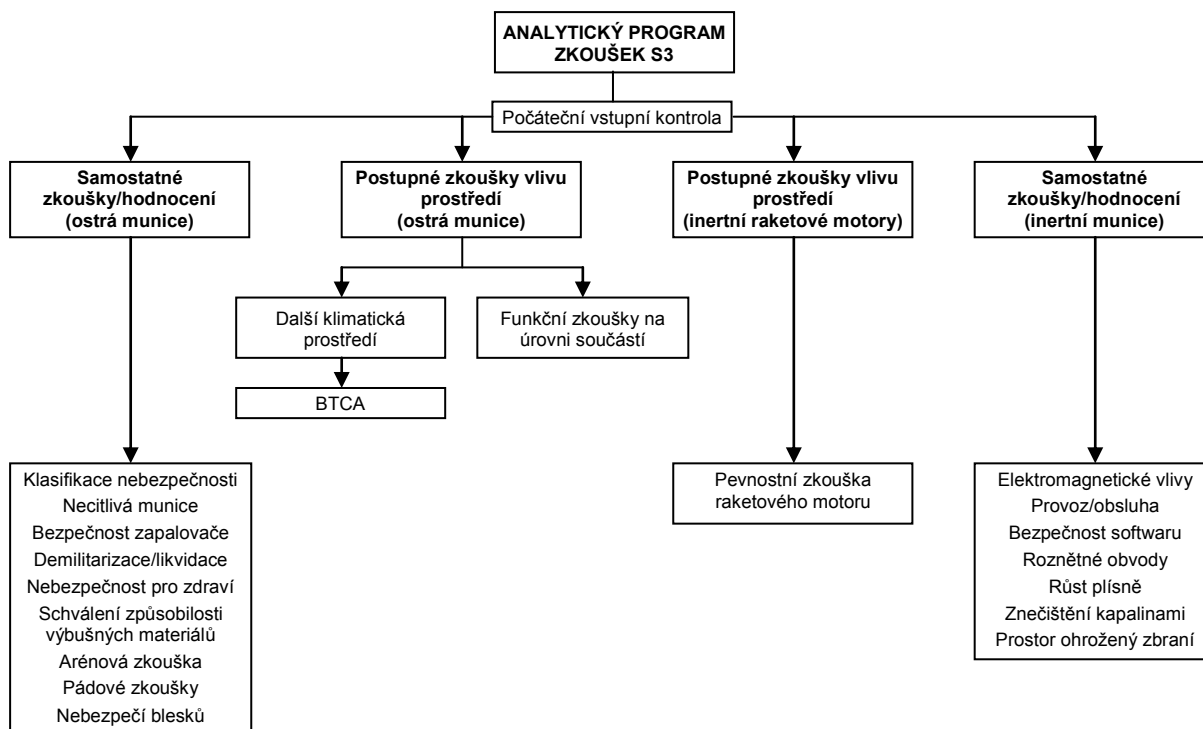 ANALYTICKÝ PROGRAM
ZKOUŠEK S3
Počáteční vstupní kontrola
Samostatné
zkoušky/hodnocení
(ostrá munice)
Postupné zkoušky vlivu
prostředí
(ostrá munice)
Postupné zkoušky vlivu
prostředí
(inertní raketové motory)
Samostatné
zkoušky/hodnocení
(inertní munice)
Další klimatická
prostředí
Funkční zkoušky na
úrovni součástí
BTCA
Klasifikace nebezpečnosti
Necitlivá munice
Bezpečnost zapalovače
Demilitarizace/likvidace
Nebezpečnost pro zdraví
Schválení způsobilosti
výbušných materiálů
Arénová zkouška
Pádové zkoušky
Nebezpečí blesků
Pevnostní zkouška
raketového motoru
Elektromagnetické vlivy
Provoz/obsluha
Bezpečnost softwaru
Roznětné obvody
Růst plísně
Znečištění kapalinami
Prostor ohrožený zbraní